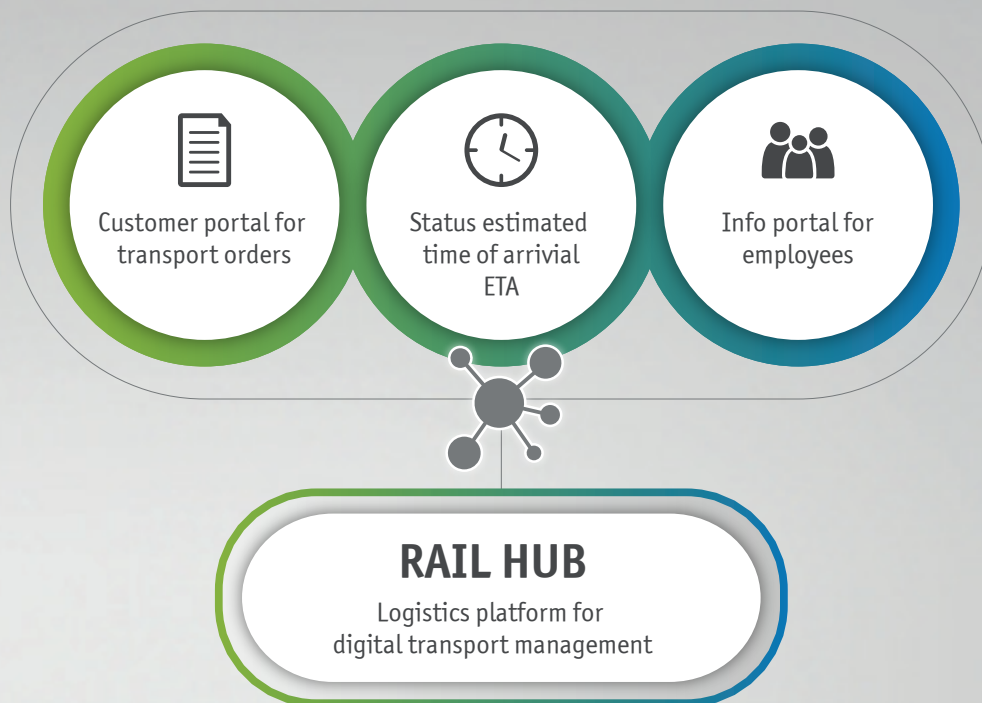 Customer portal for
transport orders
Status estimated
time of arrivial
ETA
Info portal for
employees
RAIL HUB
Logistics platform for
digital transport management